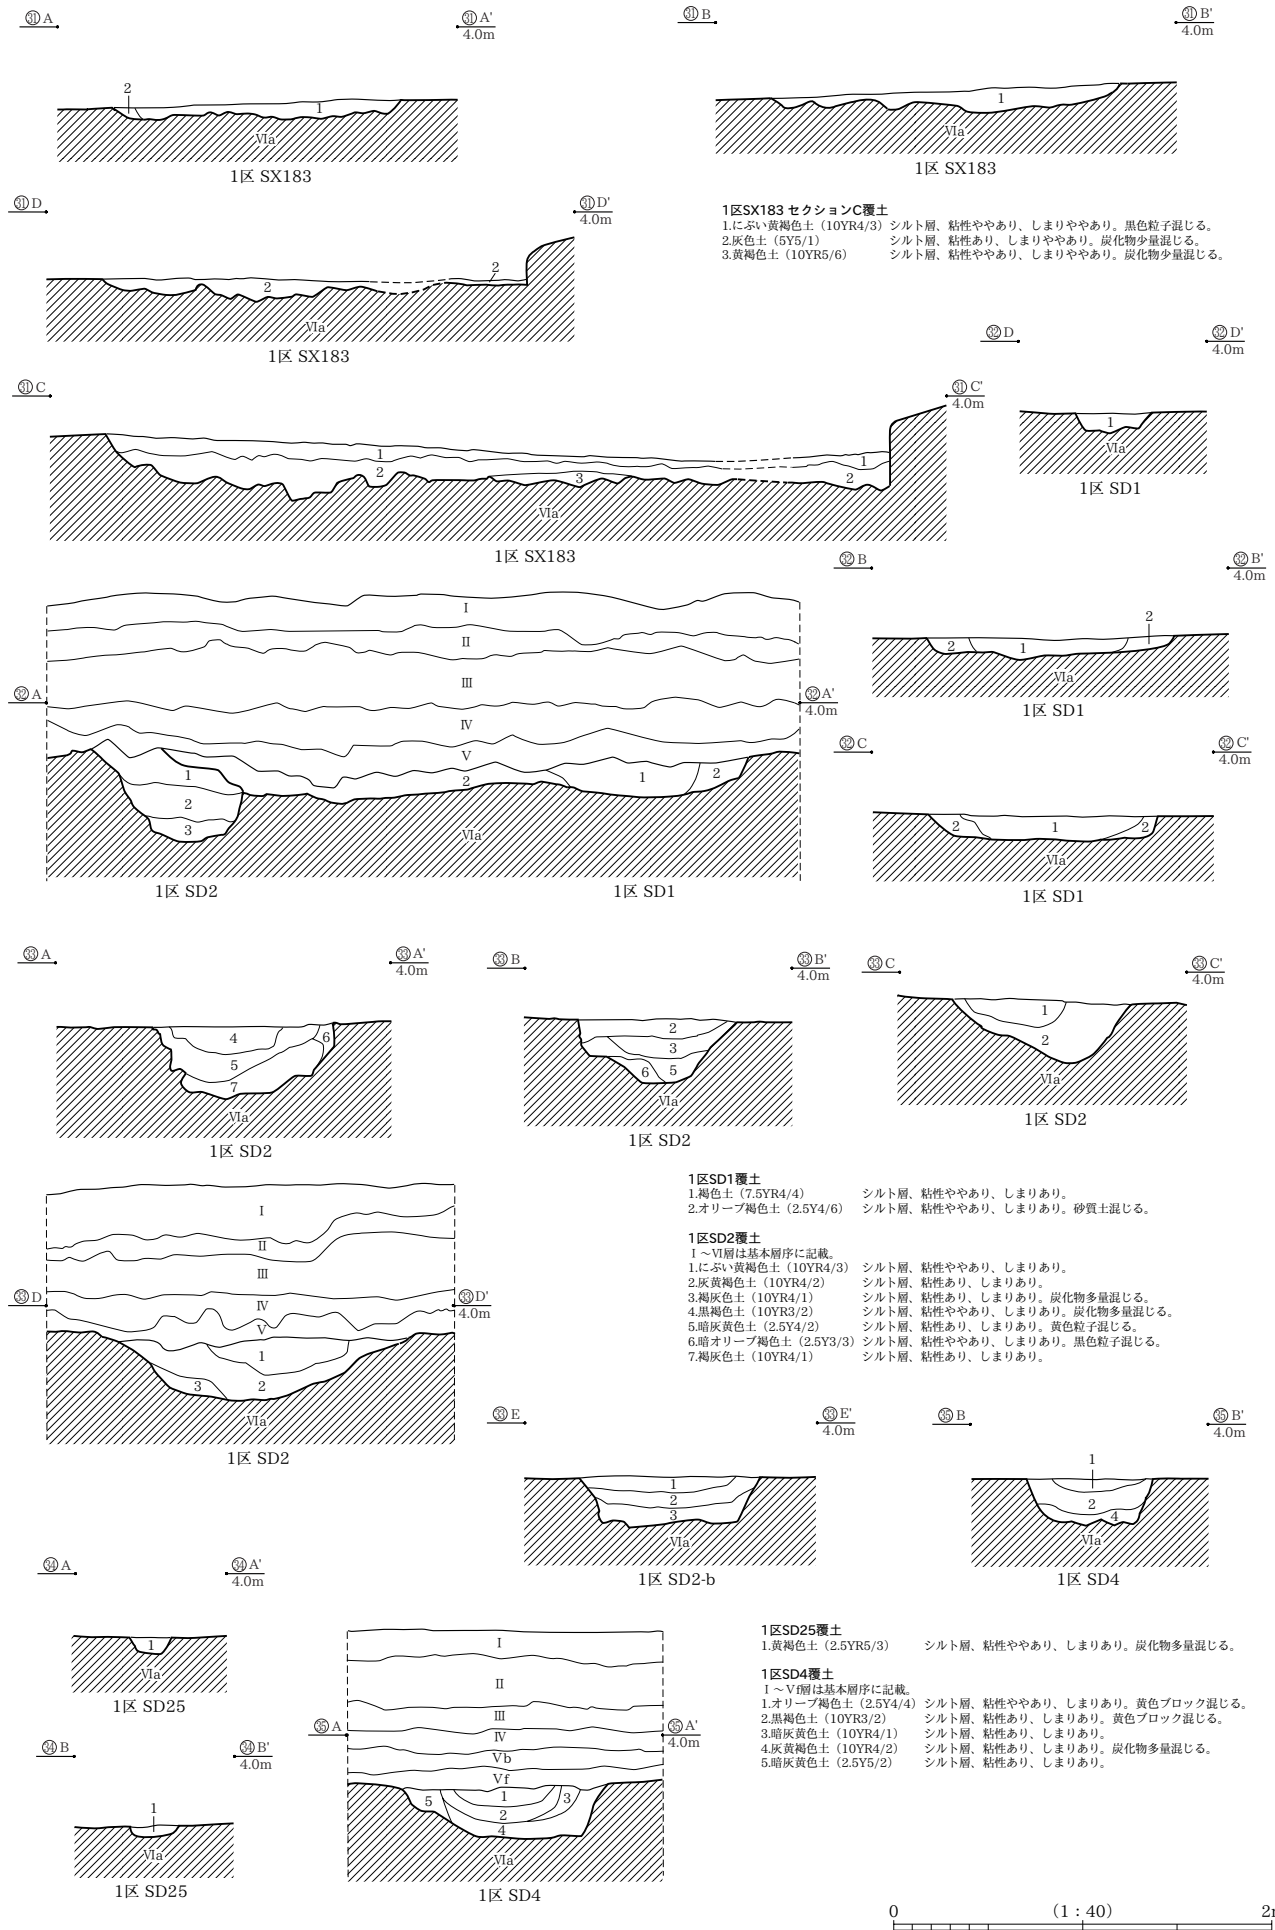 ㉛A ㉛A' 4.0m
2 1
Ⅵa
1区 SX183
㉛B ㉛B' 4.0m
1
Ⅵa
1区 SX183
㉛D ㉛D' 4.0m
2 2
Ⅵa
1区 SX183
1区SX183 セクションC覆土
1.にぶい黄褐色土（10YR4/3）シルト層、粘性ややあり、しまりややあり。黒色粒子混じる。
2.灰色土（5Y5/1） シルト層、粘性あり、しまりややあり。炭化物少量混じる。
3.黄褐色土（10YR5/6） シルト層、粘性ややあり、しまりややあり。炭化物少量混じる。
㉜D ㉜D' 4.0m
1
Ⅵa
1区 SD1
㉛C ㉛C' 4.0m
1 1
2 3 2
Ⅵa
1区 SX183
㉜B ㉜B' 4.0m
2
2 1
Ⅵa
1区 SD1
Ⅰ
Ⅱ
Ⅲ
㉜A ㉜A' 4.0m
Ⅳ
Ⅴ
1 2 1 2
2
3
Ⅵa
1区 SD2 1区 SD1
㉜C ㉜C' 4.0m
2 1 2
Ⅵa
1区 SD1
㉝A ㉝A' 4.0m
4 6
5
7
Ⅵa
1区 SD2
㉝B ㉝B' 4.0m
2
3
6 5
Ⅵa
1区 SD2
㉝C ㉝C' 4.0m
1
2
Ⅵa
1区 SD2
Ⅰ
Ⅱ
Ⅲ
㉝D ㉝D' 4.0m
Ⅳ
Ⅴ
1
3 2
Ⅵa
1区 SD2
1区SD1覆土
1.褐色土（7.5YR4/4） シルト層、粘性ややあり、しまりあり。
2.オリーブ褐色土（2.5Y4/6） シルト層、粘性ややあり、しまりあり。砂質土混じる。
1区SD2覆土
Ⅰ～Ⅵ層は基本層序に記載。
1.にぶい黄褐色土（10YR4/3） シルト層、粘性ややあり、しまりあり。
2.灰黄褐色土（10YR4/2） シルト層、粘性あり、しまりあり。
3.褐灰色土（10YR4/1） シルト層、粘性あり、しまりあり。炭化物多量混じる。
4.黒褐色土（10YR3/2） シルト層、粘性ややあり、しまりあり。炭化物多量混じる。
5.暗灰黄色土（2.5Y4/2） シルト層、粘性あり、しまりあり。黄色粒子混じる。
6.暗オリーブ褐色土（2.5Y3/3）シルト層、粘性ややあり、しまりあり。黒色粒子混じる。
7.褐灰色土（10YR4/1） シルト層、粘性あり、しまりあり。
㉝E ㉝E' 4.0m
1
2
3
Ⅵa
1区 SD2-b
㉟B ㉟B' 4.0m
1
2
4
Ⅵa
1区 SD4
㉞A ㉞A' 4.0m
1
Ⅵa
1区 SD25
㉞B ㉞B' 4.0m
1
Ⅵa
1区 SD25
Ⅰ
Ⅱ
Ⅲ
㉟A ㉟A' 4.0m
Ⅳ
Ⅴb
Ⅴf
5 1 3
2
4
Ⅵa
1区 SD4
1区SD25覆土
1.黄褐色土（2.5YR5/3） シルト層、粘性ややあり、しまりあり。炭化物多量混じる。
1区SD4覆土
Ⅰ～Ⅴf層は基本層序に記載。
1.オリーブ褐色土（2.5Y4/4）シルト層、粘性ややあり、しまりあり。黄色ブロック混じる。
2.黒褐色土（10YR3/2） シルト層、粘性あり、しまりあり。黄色ブロック混じる。
3.暗灰黄色土（10YR4/1） シルト層、粘性あり、しまりあり。
4.灰黄褐色土（10YR4/2） シルト層、粘性あり、しまりあり。炭化物多量混じる。
5.暗灰黄色土（2.5Y5/2） シルト層、粘性あり、しまりあり。
0 （1：40） 2